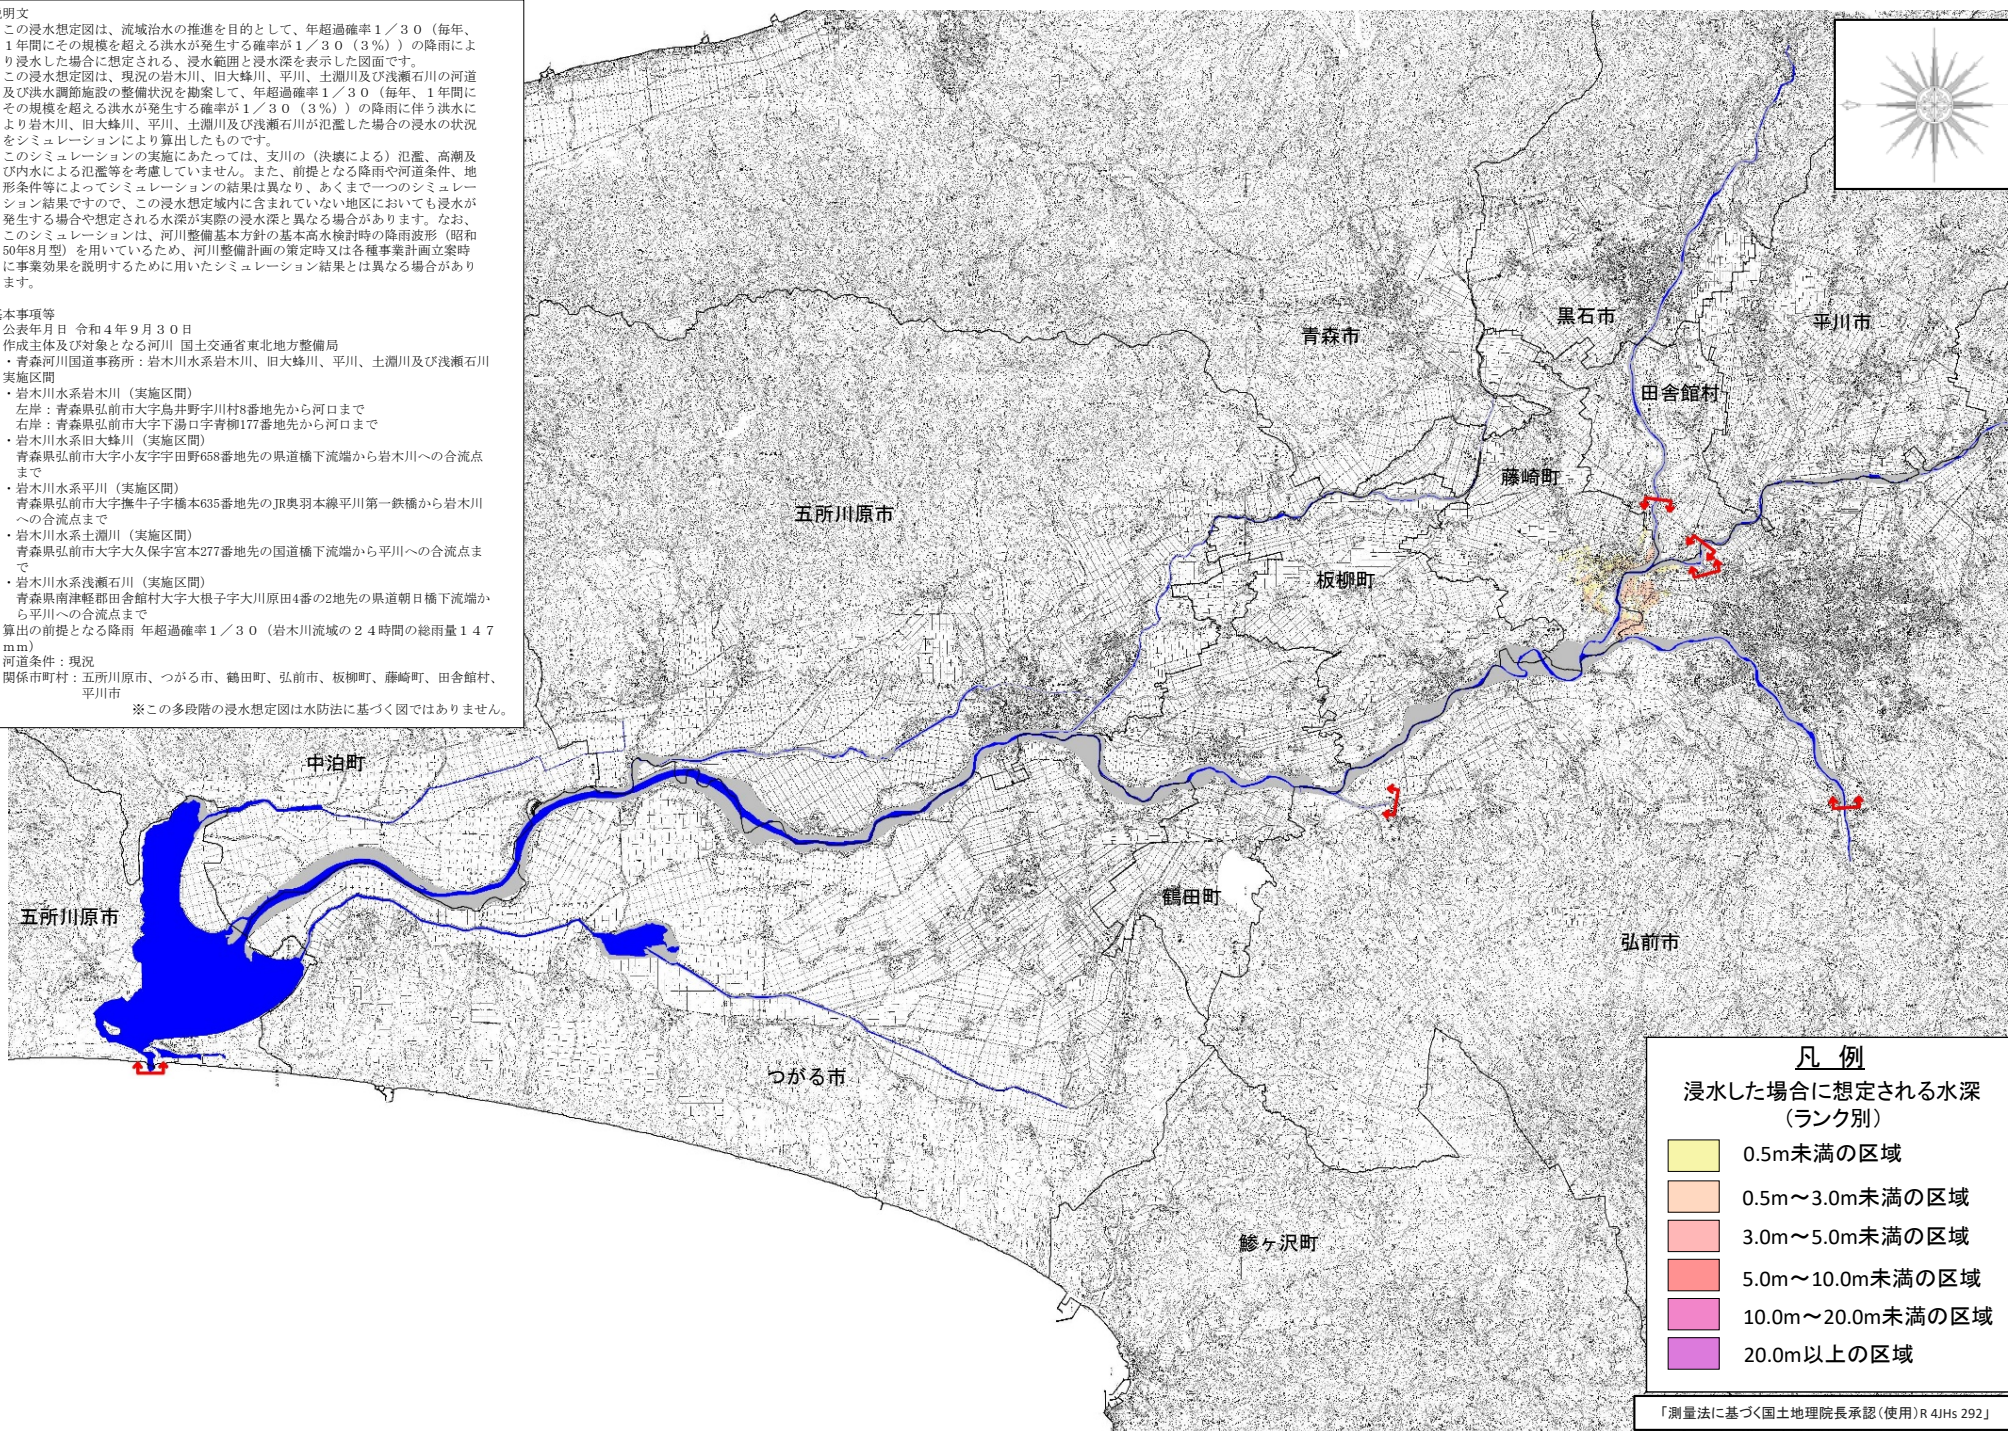 明文
この浸水想定図は、流域治水の推進を目的として、年超過確率１／３０（毎年、
１年間にその規模を超える洪水が発生する確率が１／３０（３％））の降雨によ
り浸水した場合に想定される、浸水範囲と浸水深を表示した図面です。
この浸水想定図は、現況の岩木川、旧大蜂川、平川、土淵川及び浅瀬石川の河道
及び洪水調節施設の整備状況を勘案して、年超過確率１／３０（毎年、１年間に
その規模を超える洪水が発生する確率が１／３０（３％））の降雨に伴う洪水に
より岩木川、旧大蜂川、平川、土淵川及び浅瀬石川が氾濫した場合の浸水の状況
をシミュレーションにより算出したものです。
このシミュレーションの実施にあたっては、支川の（決壊による）氾濫、高潮及
び内水による氾濫等を考慮していません。また、前提となる降雨や河道条件、地
形条件等によってシミュレーションの結果は異なり、あくまで一つのシミュレー
ション結果ですので、この浸水想定域内に含まれていない地区においても浸水が
発生する場合や想定される水深が実際の浸水深と異なる場合があります。なお、
このシミュレーションは、河川整備基本方針の基本高水検討時の降雨波形（昭和
50年8月型）を用いているため、河川整備計画の策定時又は各種事業計画立案時
に事業効果を説明するために用いたシミュレーション結果とは異なる場合があり
ます。
本事項等
公表年月日 令和４年９月３０日
作成主体及び対象となる河川 国土交通省東北地方整備局
・青森河川国道事務所：岩木川水系岩木川、旧大蜂川、平川、土淵川及び浅瀬石川
実施区間
・岩木川水系岩木川（実施区間）
左岸：青森県弘前市大字鳥井野字川村8番地先から河口まで
右岸：青森県弘前市大字下湯口字青柳177番地先から河口まで
・岩木川水系旧大蜂川（実施区間）
青森県弘前市大字小友字宇田野658番地先の県道橋下流端から岩木川への合流点
まで
・岩木川水系平川（実施区間）
青森県弘前市大字撫牛子字橋本635番地先のJR奥羽本線平川第一鉄橋から岩木川
への合流点まで
・岩木川水系土淵川（実施区間）
青森県弘前市大字大久保字宮本277番地先の国道橋下流端から平川への合流点ま
で
・岩木川水系浅瀬石川（実施区間）
青森県南津軽郡田舎館村大字大根子字大川原田4番の2地先の県道朝日橋下流端か
ら平川への合流点まで
算出の前提となる降雨 年超過確率１／３０（岩木川流域の２４時間の総雨量１４７
ｍｍ）
河道条件：現況
関係市町村：五所川原市、つがる市、鶴田町、弘前市、板柳町、藤崎町、田舎館村、
平川市
※この多段階の浸水想定図は水防法に基づく図ではありません。
黒石市
平川市
青森市
田舎館村
藤崎町
五所川原市
板柳町
中泊町
鶴田町
五所川原市
弘前市
つがる市
鰺ヶ沢町
凡 例
浸水した場合に想定される水深
（ランク別）
0.5m未満の区域
0.5m～3.0m未満の区域
3.0m～5.0m未満の区域
5.0m～10.0m未満の区域
10.0m～20.0m未満の区域
20.0m以上の区域
「測量法に基づく国土地理院長承認（使用）R 4JHs 292」